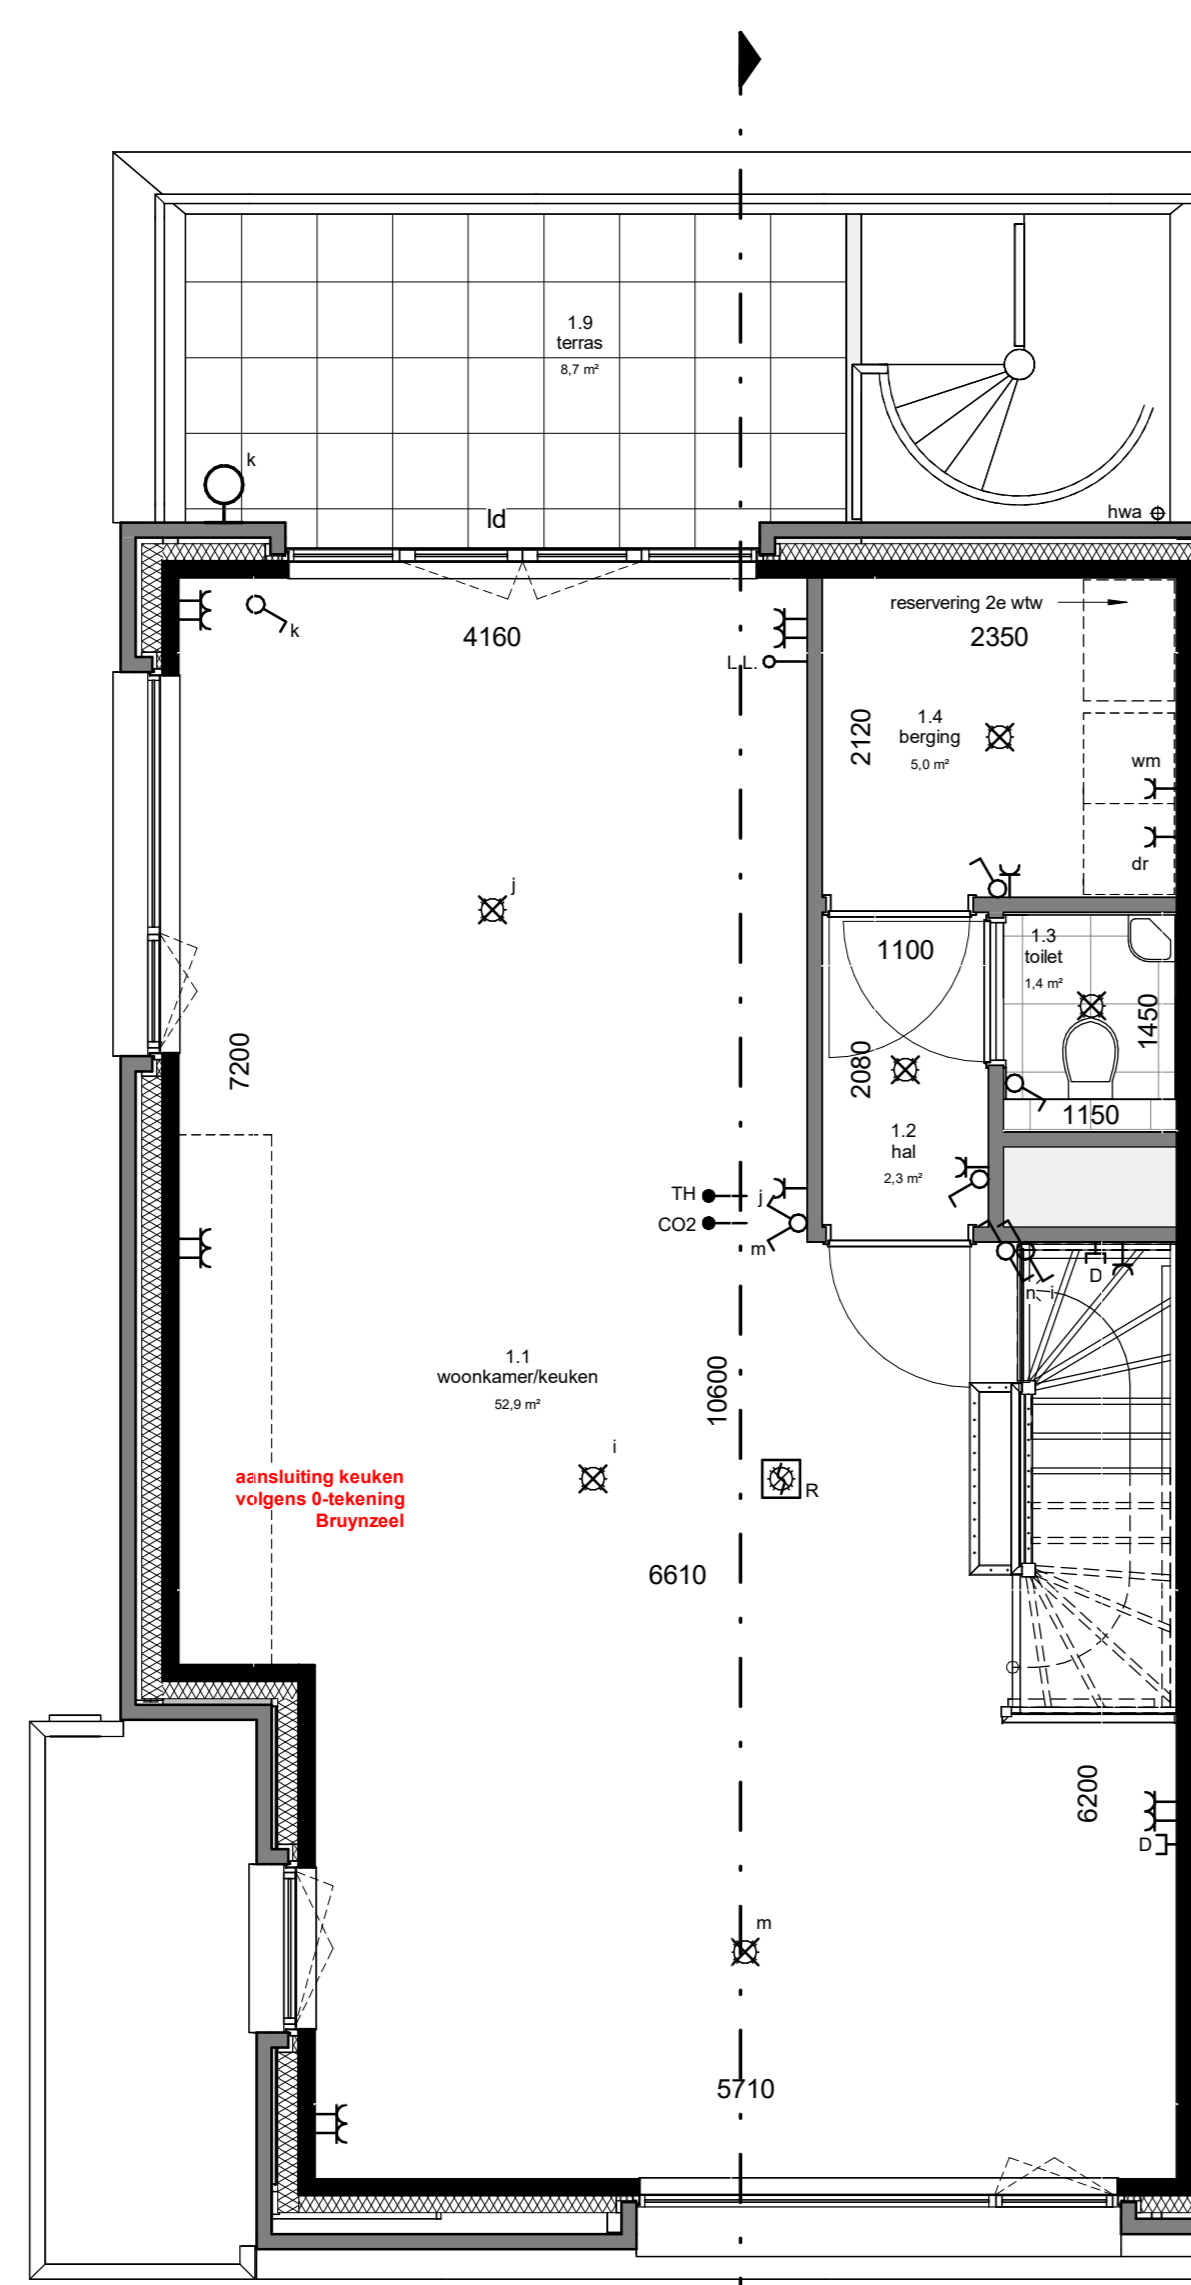 1.9
terras
8,7 m²
k
hwa
ld
reservering 2e wtw
k
4160
2350
L.L.
1.4
berging
5,0 m²
2120
wm
dr
j
1.3
toilet
1,4 m²
1100
1450
7200
2080
1150
1.2
hal
2,3 m²
TH
j
CO2
m
D
n
i
1.1
woonkamer/keuken
52,9 m²
10600
i
aansluiting keuken
volgens 0-tekening
Bruynzeel
R
6610
6200
D
m
5710